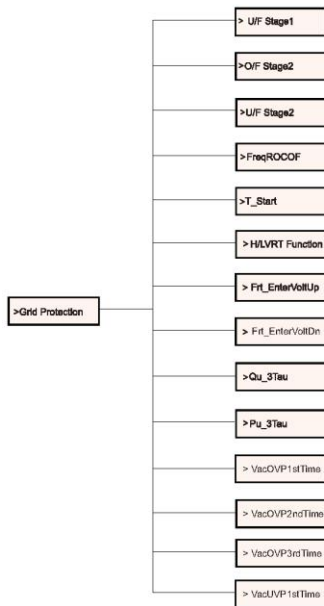 > U/F Stage1
>O/F Stage2
>U/F Stage2
>FreqROCOF
>T_Start
> H/LVRT Function
> Frt_EnterVoltUp
>Grid Protection
> Frt_EnterVoltDn
>Qu_3Tau
>Pu_3Tau
> VacOVP1stTime
> VacOVP2ndTime
> VacOVP3rdTime
> VacUVP1stTime